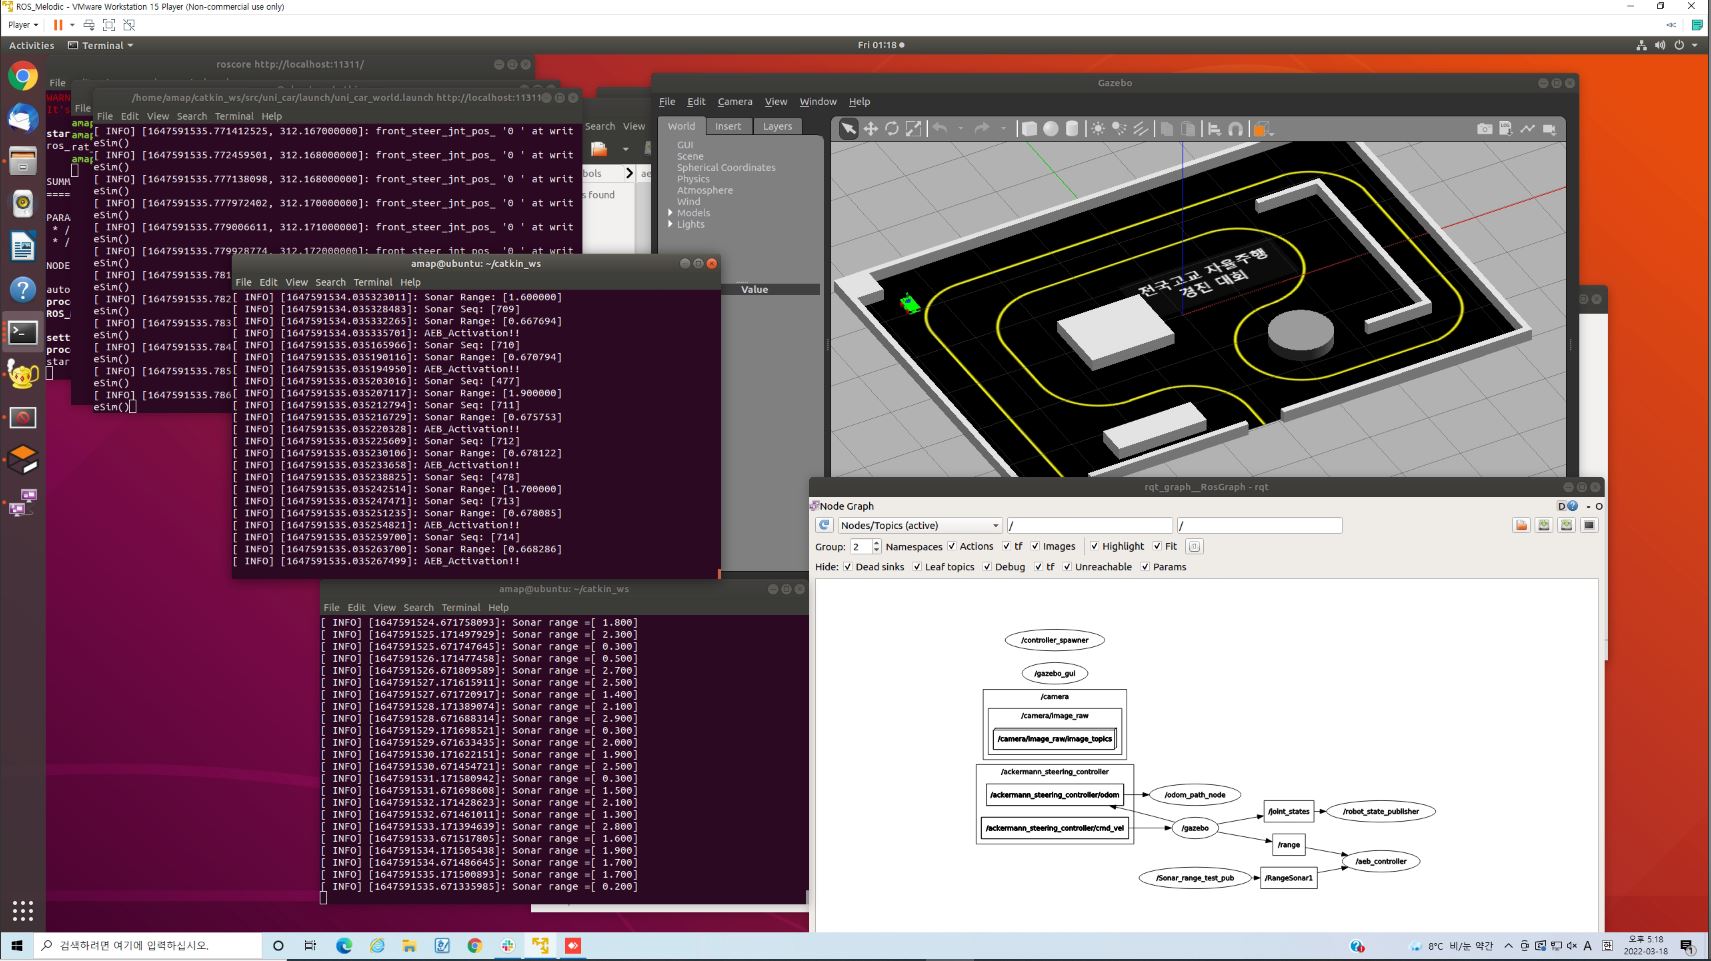 ROS_Melodic - VMware Workstation 15 Player (Non-commercial use only)
Player
Activities
Terminal
Fri 01:18
roscore http://localhost:11311/
File
/home/amap/catkin_ws/src/uni_car/launch/uni_car_world.launch http://localhost:11311
File Edit View Search Terminal Help
[ INFO] [1647591535.771412525, 312.167000000]: front_steer_jnt_pos_ '0 ' at writ
eSim()
[ INFO] [1647591535.772459501, 312.168000000]: front_steer_jnt_pos_ '0 ' at writ
eSim()
[ INFO] [1647591535.777138098, 312.168000000]: front_steer_jnt_pos_ '0 ' at writ
eSim()
[ INFO] [1647591535.777972402, 312.170000000]: front_steer_jnt_pos_ '0 ' at writ
eSim()
[ INFO] [1647591535.779006611, 312.171000000]: front_steer_jnt_pos_ '0 ' at writ
eSim()
[ INFO] [1647591535.779928774, 312.172000000]: front_steer_jnt_pos_ '0 ' at writ
eSim()
[ INFO] [1647591535.781
eSim()
[ INFO] [1647591535.782
eSim()
[ INFO] [1647591535.783
eSim()
[ INFO] [1647591535.784
eSim()
[ INFO] [1647591535.785
eSim()
[ INFO] [1647591535.786
eSim()
amap@ubuntu: ~/catkin_ws
File Edit View Search Terminal Help
[ INFO] [1647591534.035323011]: Sonar Range: [1.600000]
[ INFO] [1647591534.035328483]: Sonar Seq: [709]
[ INFO] [1647591534.035332265]: Sonar Range: [0.667694]
[ INFO] [1647591534.035335701]: AEB_Activation!!
[ INFO] [1647591535.035165966]: Sonar Seq: [710]
[ INFO] [1647591535.035190116]: Sonar Range: [0.670794]
[ INFO] [1647591535.035194950]: AEB_Activation!!
[ INFO] [1647591535.035203016]: Sonar Seq: [477]
[ INFO] [1647591535.035207117]: Sonar Range: [1.900000]
[ INFO] [1647591535.035212794]: Sonar Seq: [711]
[ INFO] [1647591535.035216729]: Sonar Range: [0.675753]
[ INFO] [1647591535.035220328]: AEB_Activation!!
[ INFO] [1647591535.035225609]: Sonar Seq: [712]
[ INFO] [1647591535.035230106]: Sonar Range: [0.678122]
[ INFO] [1647591535.035233658]: AEB_Activation!!
[ INFO] [1647591535.035238825]: Sonar Seq: [478]
[ INFO] [1647591535.035242514]: Sonar Range: [1.700000]
[ INFO] [1647591535.035247471]: Sonar Seq: [713]
[ INFO] [1647591535.035251235]: Sonar Range: [0.678085]
[ INFO] [1647591535.035254821]: AEB_Activation!!
[ INFO] [1647591535.035259700]: Sonar Seq: [714]
[ INFO] [1647591535.035263700]: Sonar Range: [0.668286]
[ INFO] [1647591535.035267499]: AEB_Activation!!
amap@ubuntu: ~/catkin_ws
File Edit View Search Terminal Help
[ INFO] [1647591524.671758093]: Sonar range =[ 1.800]
[ INFO] [1647591525.171497929]: Sonar range =[ 2.300]
[ INFO] [1647591525.671747645]: Sonar range =[ 0.300]
[ INFO] [1647591526.171477458]: Sonar range =[ 0.500]
[ INFO] [1647591526.671809589]: Sonar range =[ 2.700]
[ INFO] [1647591527.171615911]: Sonar range =[ 2.500]
[ INFO] [1647591527.671720917]: Sonar range =[ 1.400]
[ INFO] [1647591528.171389074]: Sonar range =[ 2.100]
[ INFO] [1647591528.671688314]: Sonar range =[ 2.900]
[ INFO] [1647591529.171698521]: Sonar range =[ 0.300]
[ INFO] [1647591529.671633435]: Sonar range =[ 2.000]
[ INFO] [1647591530.171622151]: Sonar range =[ 1.900]
[ INFO] [1647591530.671454721]: Sonar range =[ 2.500]
[ INFO] [1647591531.171580942]: Sonar range =[ 0.300]
[ INFO] [1647591531.671698608]: Sonar range =[ 1.500]
[ INFO] [1647591532.171428623]: Sonar range =[ 2.100]
[ INFO] [1647591532.671461011]: Sonar range =[ 1.300]
[ INFO] [1647591533.171394639]: Sonar range =[ 2.800]
[ INFO] [1647591533.671517805]: Sonar range =[ 1.600]
[ INFO] [1647591534.171505438]: Sonar range =[ 1.900]
[ INFO] [1647591534.671486645]: Sonar range =[ 1.700]
[ INFO] [1647591535.171500893]: Sonar range =[ 1.700]
[ INFO] [1647591535.671335985]: Sonar range =[ 0.200]
Search View
Gazebo
File Edit Camera View Window Help
World Insert Layers
GUI
Scene
Spherical Coordinates
Physics
Atmosphere
Wind
Models
Lights
Value
전국고교 자율주행
경진 대회
rqt_graph__RosGraph - rqt
Node Graph
Nodes/Topics (active) / /
Group: 2 Namespaces Actions tf Images Highlight Fit
Hide: Dead sinks Leaf topics Debug tf Unreachable Params
/controller_spawner
/gazebo_gui
/camera
/camera/image_raw
/camera/image_raw/image_topics
/ackermann_steering_controller
/ackermann_steering_controller/odom
/ackermann_steering_controller/cmd_vel
/odom_path_node
/gazebo
/joint_states
/robot_state_publisher
/range
/aeb_controller
/Sonar_range_test_pub
/RangeSonar1
검색하려면 여기에 입력하십시오.
8°C 비/눈 약간
A
한
오후 5:18
2022-03-18